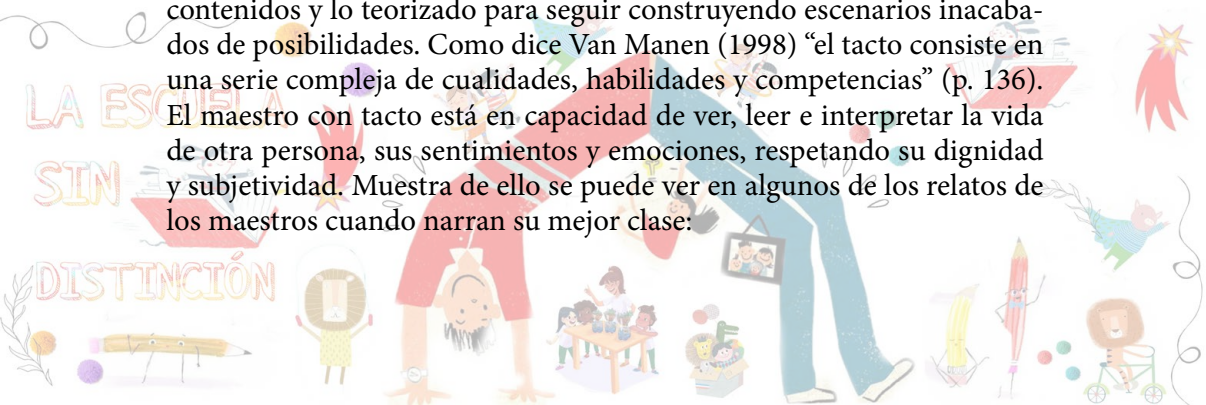 contenidos y lo teorizado para seguir construyendo escenarios inacaba-
dos de posibilidades. Como dice Van Manen (1998) “el tacto consiste en
una serie compleja de cualidades, habilidades y competencias” (p. 136).
El maestro con tacto está en capacidad de ver, leer e interpretar la vida
de otra persona, sus sentimientos y emociones, respetando su dignidad
y subjetividad. Muestra de ello se puede ver en algunos de los relatos de
los maestros cuando narran su mejor clase:
LA ESCUELA
SIN
DISTINCIÓN